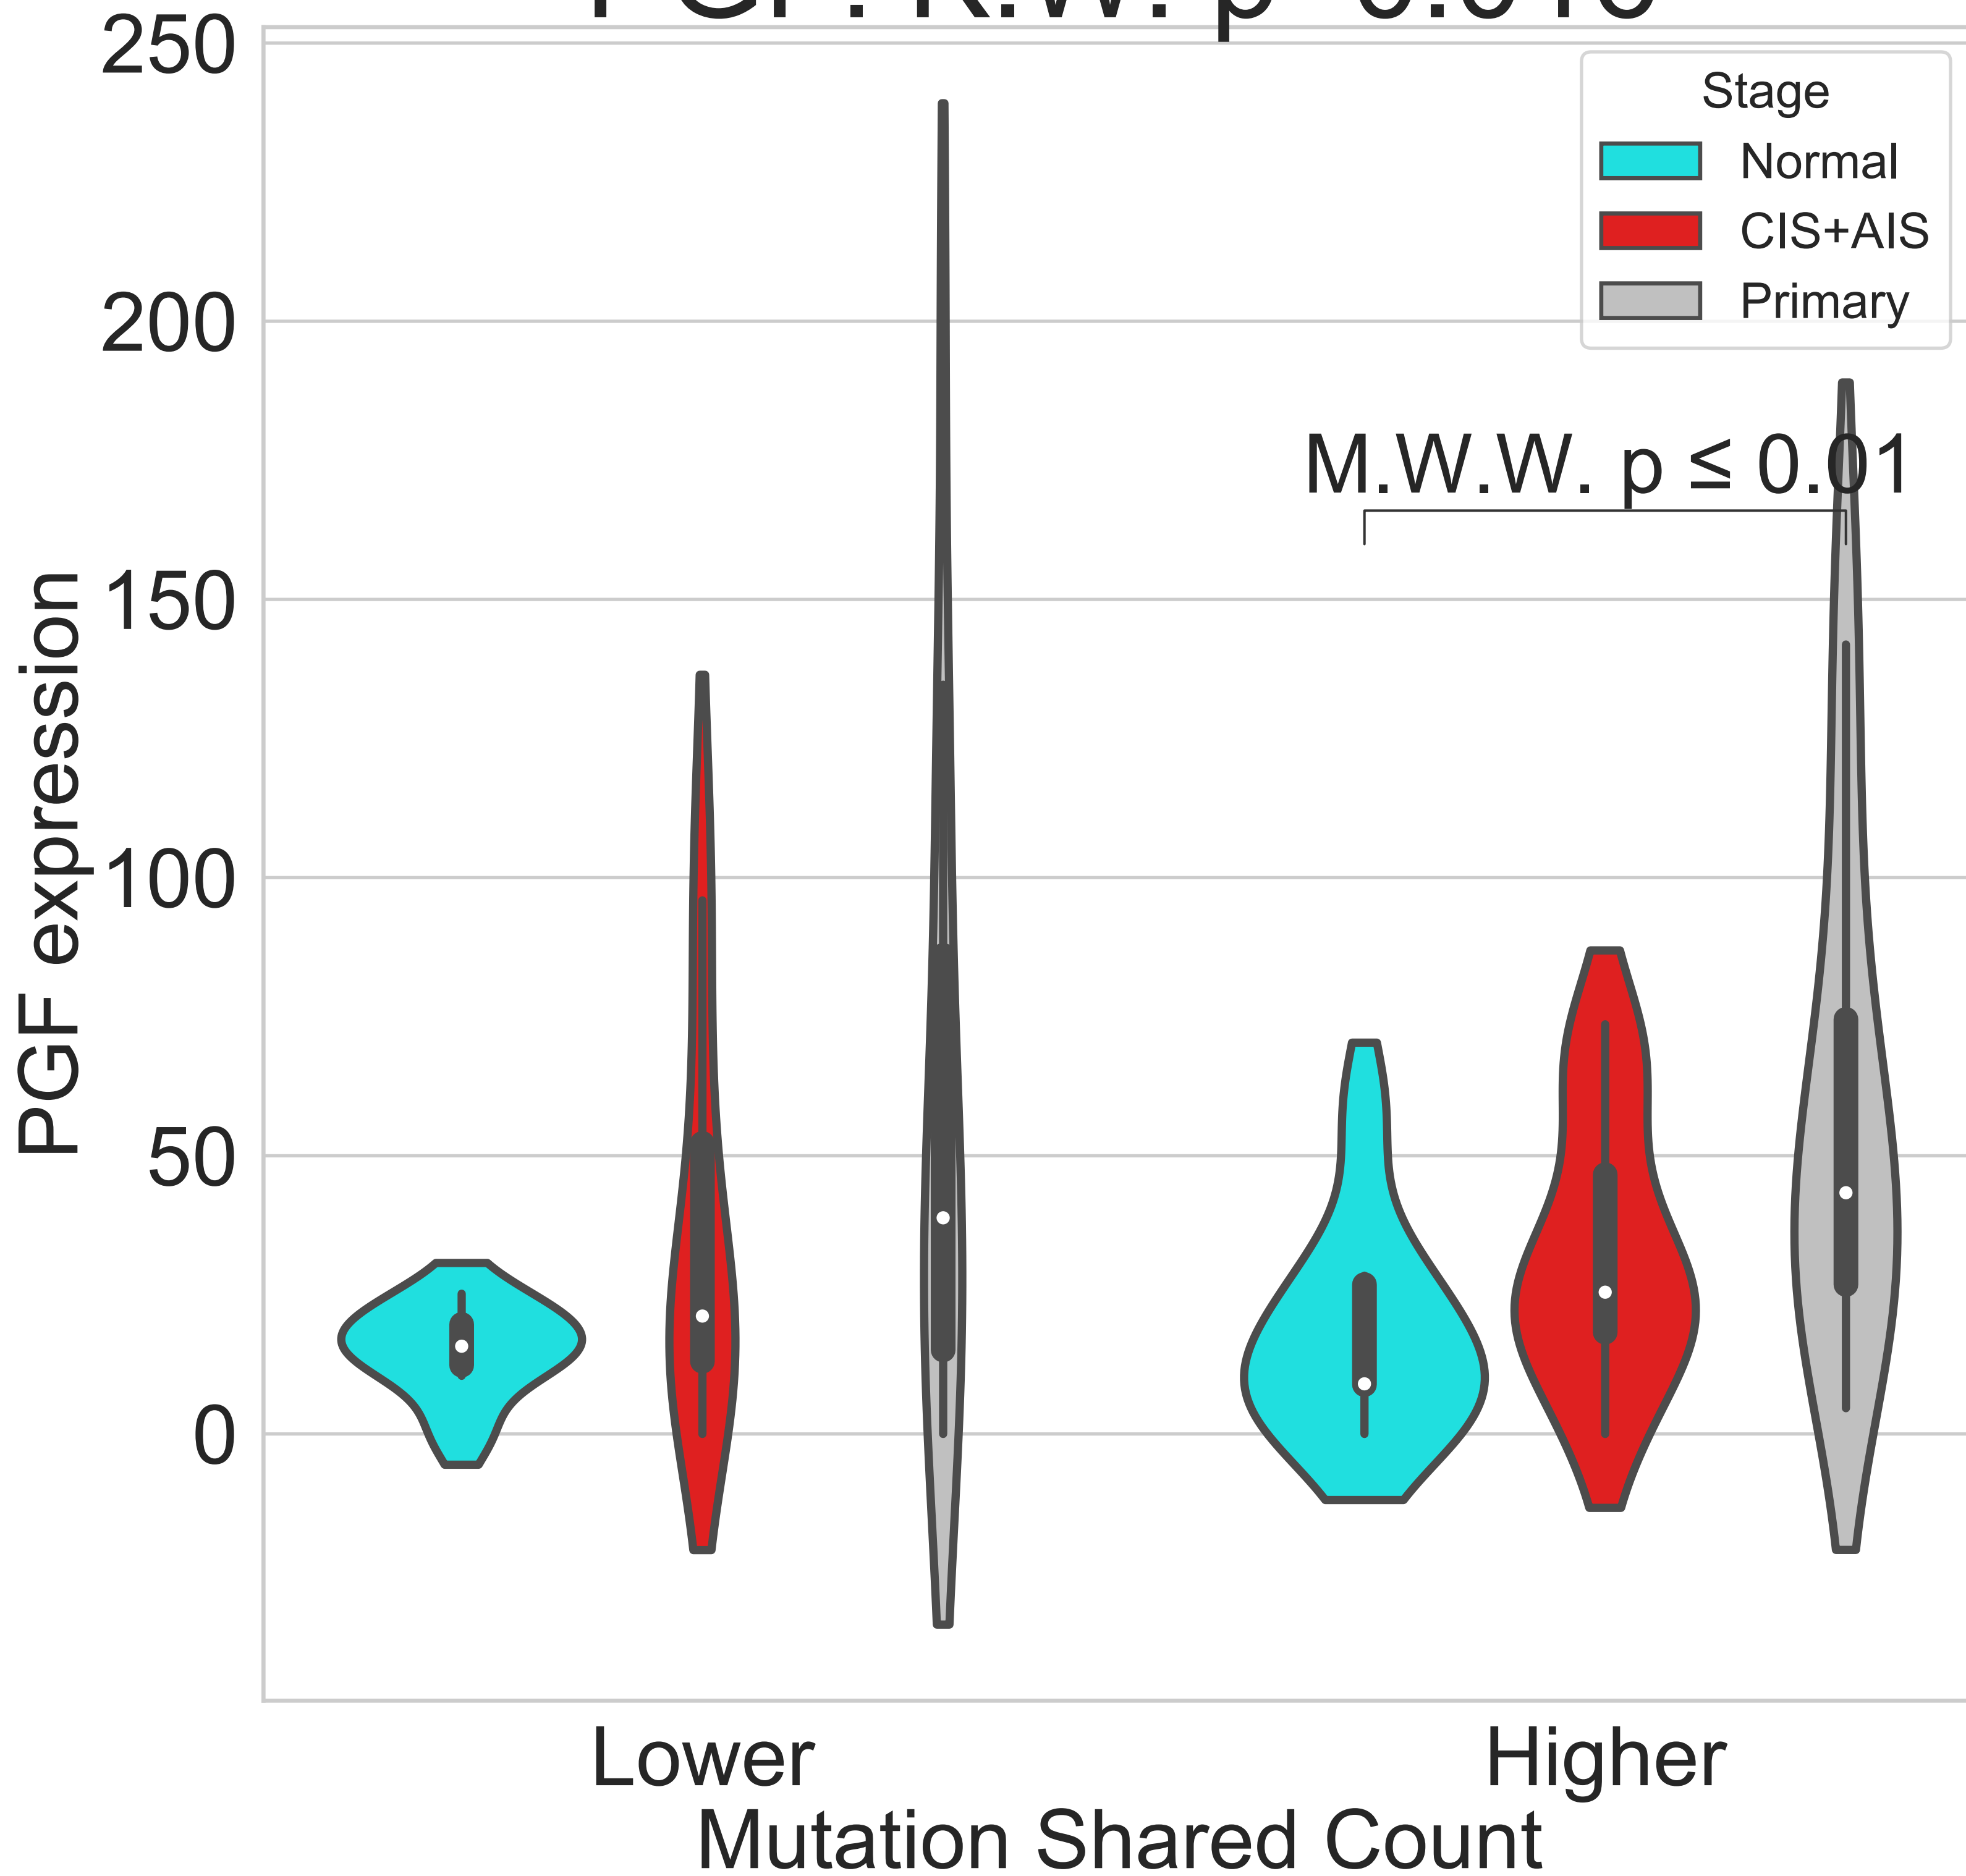 250
200
150
100
50
0
PGF expression
Stage
Normal
CIS+AIS
Primary
M.W.W. p ≤ 0.01
Lower
Higher
Mutation Shared Count